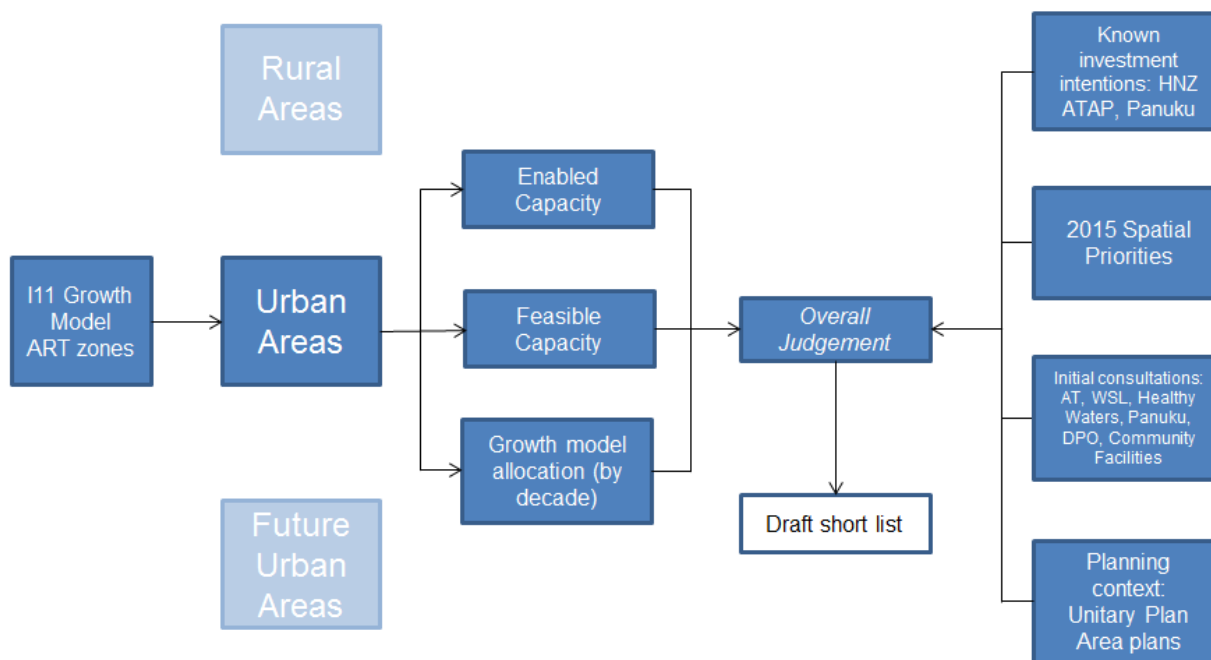 Rural
Areas
I11 Growth
Model
ART zones
Urban
Areas
Future
Urban
Areas
Enabled
Capacity
Feasible
Capacity
Growth model
allocation (by
decade)
Overall
Judgement
Draft short list
Known
investment
intentions: HNZ
ATAP, Panuku
2015 Spatial
Priorities
Initial consultations:
AT, WSL, Healthy
Waters, Panuku,
DPO, Community
Facilities
Planning
context:
Unitary Plan
Area plans